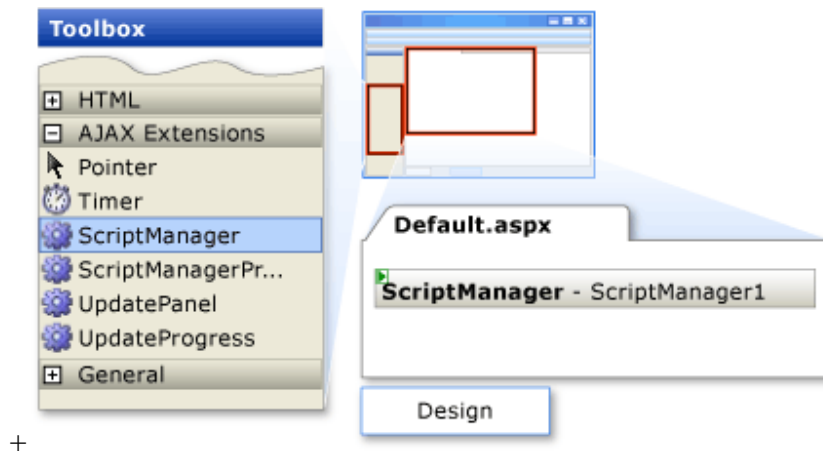 Toolbox
HTML
AJAX Extensions
Pointer
Timer
ScriptManager
ScriptManagerPr...
UpdatePanel
UpdateProgress
General
Default.aspx
ScriptManager - ScriptManager1
Design